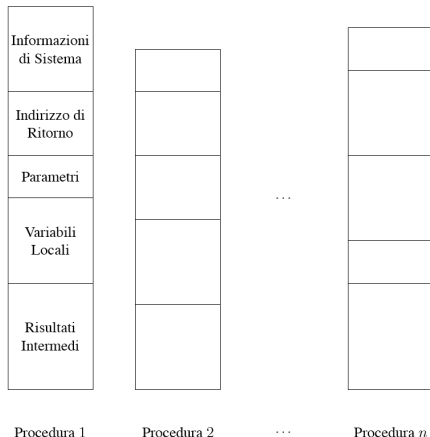 Informazioni
di Sistema
Indirizzo di
Ritorno
Parametri
Variabili
Locali
Risultati
Intermedi
...
Procedura 1
Procedura 2
...
Procedura n